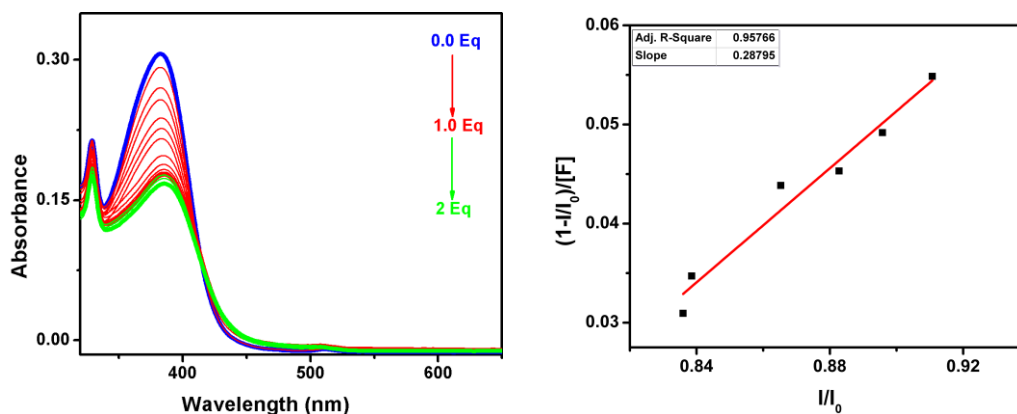 0.30
0.15
0.00
Absorbance
400
500
600
Wavelength (nm)
0.0 Eq
1.0 Eq
2 Eq
0.06
0.05
0.04
0.03
(1-I/I₀)/[F]
Adj. R-Square 0.95766
Slope 0.28795
0.84
0.88
0.92
I/I₀